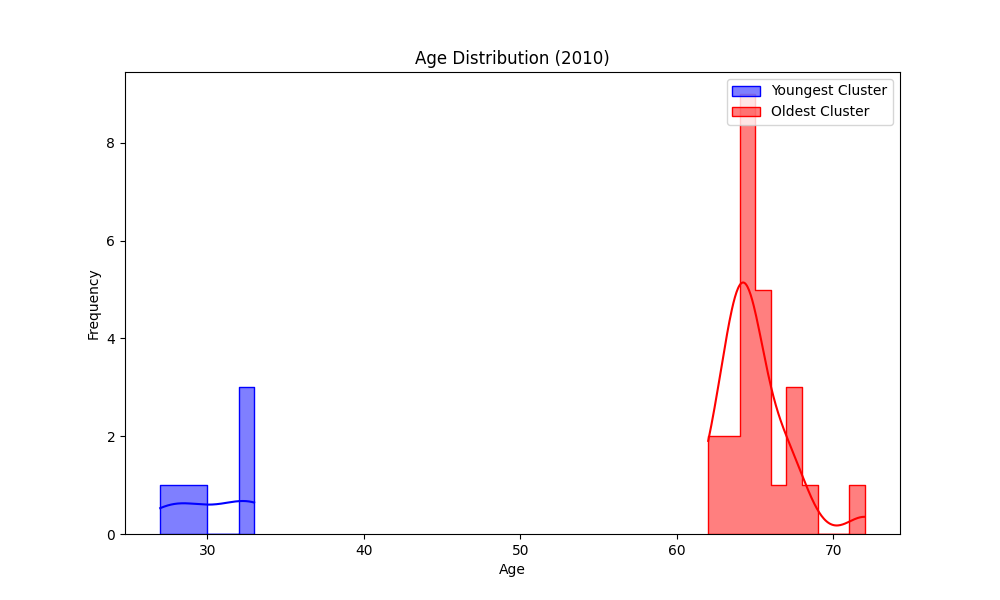 Age Distribution (2010)
Youngest Cluster
Oldest Cluster
Frequency
8
6
4
2
0
30 40 50 60 70
Age